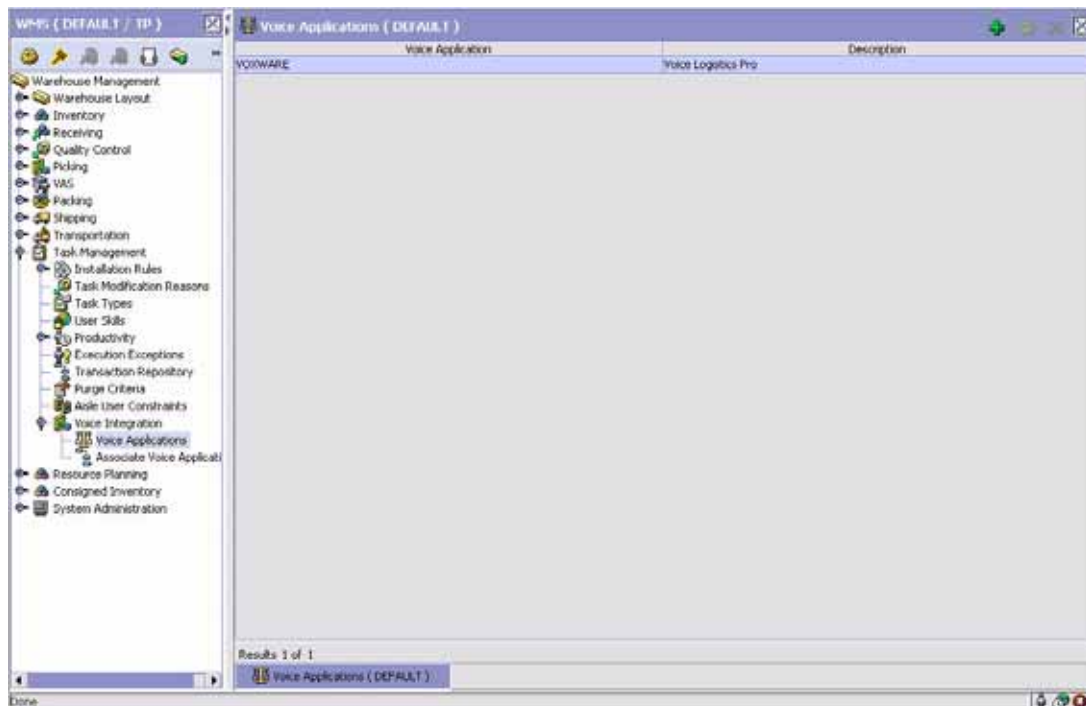 WMS ( DEFAULT / TP )
Voice Applications ( DEFAULT )
Voice Application
Description
VOXWARE
Voice Logistics Pro
Warehouse Management
Warehouse Layout
Inventory
Receiving
Quality Control
Picking
VAS
Packing
Shipping
Transportation
Task Management
Installation Rules
Task Modification Reasons
Task Types
User Skills
Productivity
Execution Exceptions
Transaction Repository
Purge Criteria
Aisle User Constraints
Voice Integration
Voice Applications
Associate Voice Applicati
Resource Planning
Consigned Inventory
System Administration
Results 1 of 1
Voice Applications ( DEFAULT )
Done